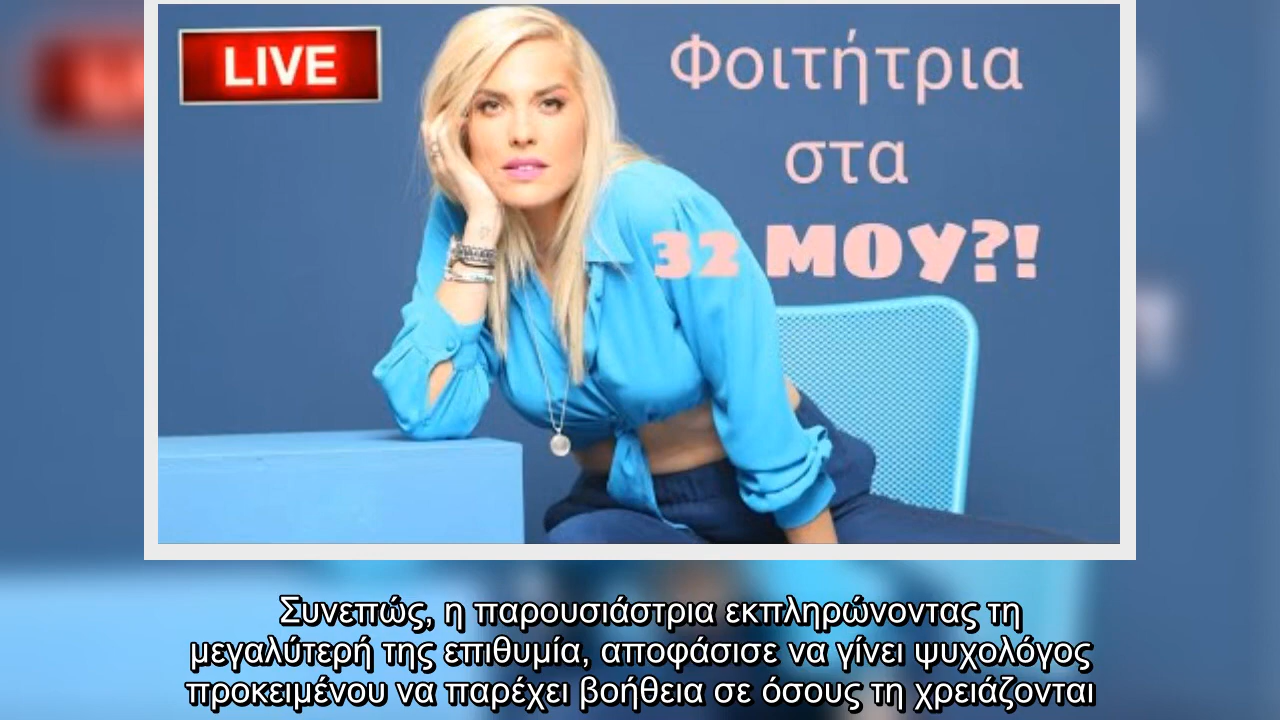 LIVE
Φοιτήτρια
στα
32 ΜΟΥ?!
Συνεπώς, η παρουσιάστρια εκπληρώνοντας τη
μεγαλύτερή της επιθυμία, αποφάσισε να γίνει ψυχολόγος
προκειμένου να παρέχει βοήθεια σε όσους τη χρειάζονται